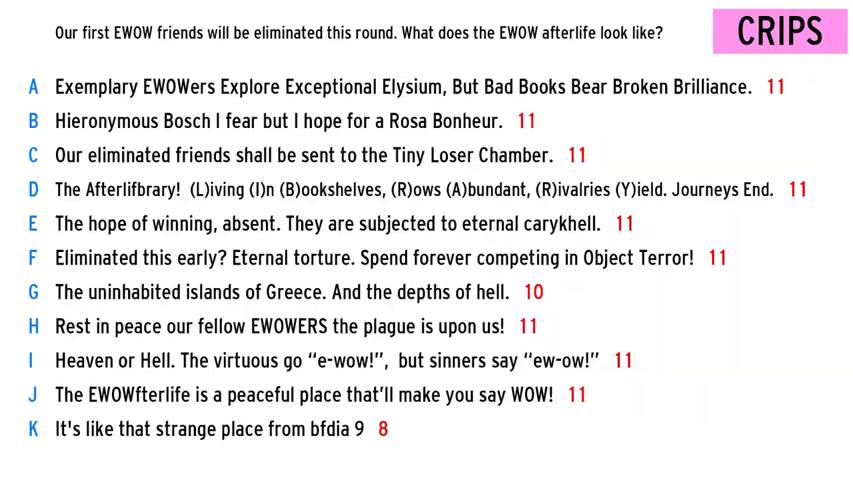 Our first EWOW friends will be eliminated this round. What does the EWOW afterlife look like?
CRIPS
A Exemplary EWOWers Explore Exceptional Elysium, But Bad Books Bear Broken Brilliance. 11
B Hieronymous Bosch I fear but I hope for a Rosa Bonheur. 11
C Our eliminated friends shall be sent to the Tiny Loser Chamber. 11
D The Afterlifbrary! (L)iving (I)n (B)ookshelves, (R)ows (A)bundant, (R)ivalries (Y)ield. Journeys End. 11
E The hope of winning, absent. They are subjected to eternal carykhell. 11
F Eliminated this early? Eternal torture. Spend forever competing in Object Terror! 11
G The uninhabited islands of Greece. And the depths of hell. 10
H Rest in peace our fellow EWOWERS the plague is upon us! 11
I Heaven or Hell. The virtuous go “e-wow!”, but sinners say “ew-ow!” 11
J The EWOWfterlife is a peaceful place that'll make you say WOW! 11
K It's like that strange place from bfdia 9 8